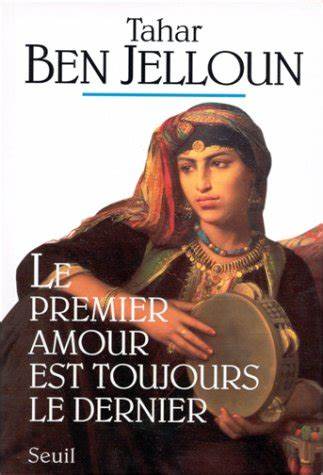 Tahar
BEN JELLOUN
LE
PREMIER
AMOUR
EST TOUJOURS
LE DERNIER
Seuil